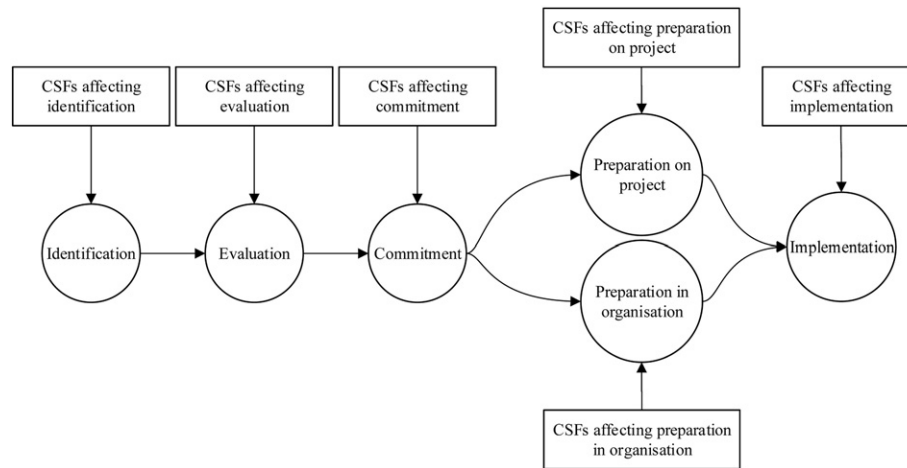 CSFs affecting preparation
on project
CSFs affecting
identification
CSFs affecting
evaluation
CSFs affecting
commitment
CSFs affecting
implementation
Preparation on
project
Identification
Evaluation
Commitment
Implementation
Preparation in
organisation
CSFs affecting preparation
in organisation